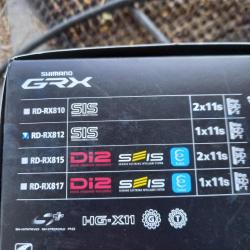 SHIMANO
GRX
RD-RX810 SIS 2x11s
RD-RX812 SIS 1x11s
RD-RX815 Di2 SEIS 2x11s
RD-RX817 Di2 SEIS 1x11s
HG-X11 G T